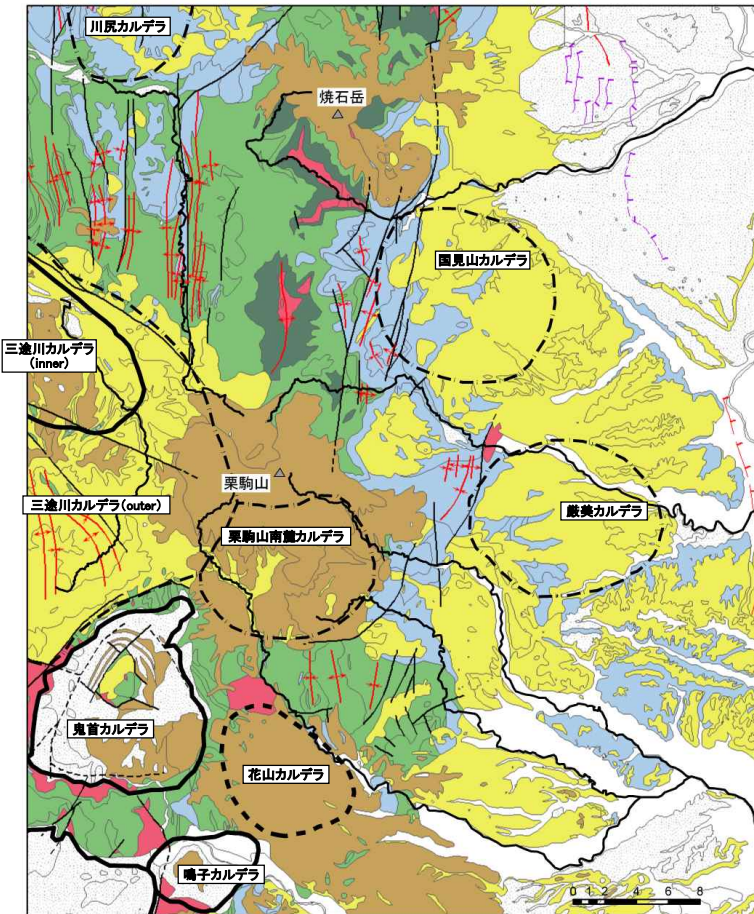 川尻カルデラ
焼石岳
国見山カルデラ
三途川カルデラ
(inner)
栗駒山
三途川カルデラ(outer)
厳美カルデラ
栗駒山南麓カルデラ
鬼首カルデラ
花山カルデラ
鳴子カルデラ
0 1 2 4 6 8